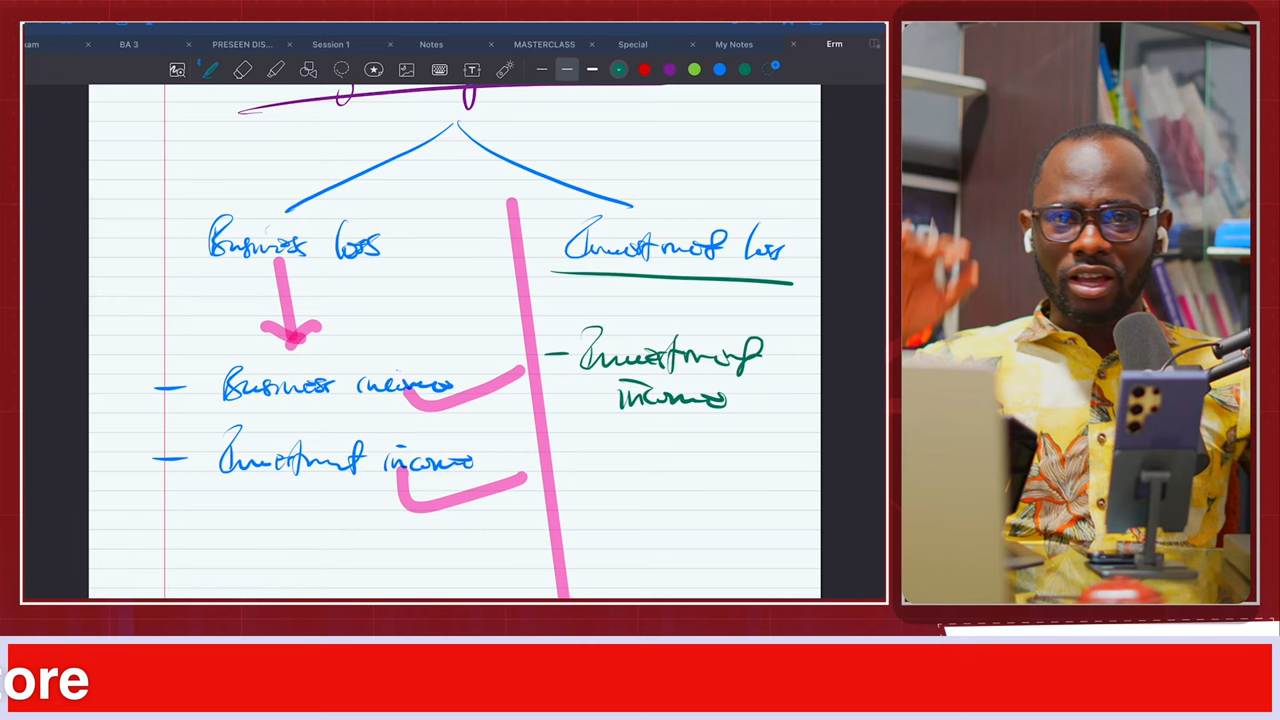 am
BA 3
PRESEEN DIS...
Session 1
Notes
MASTERCLASS
Special
My Notes
Erm
Business loss
Investment loss
— Business income
— Investment income
— Investment
income
ore